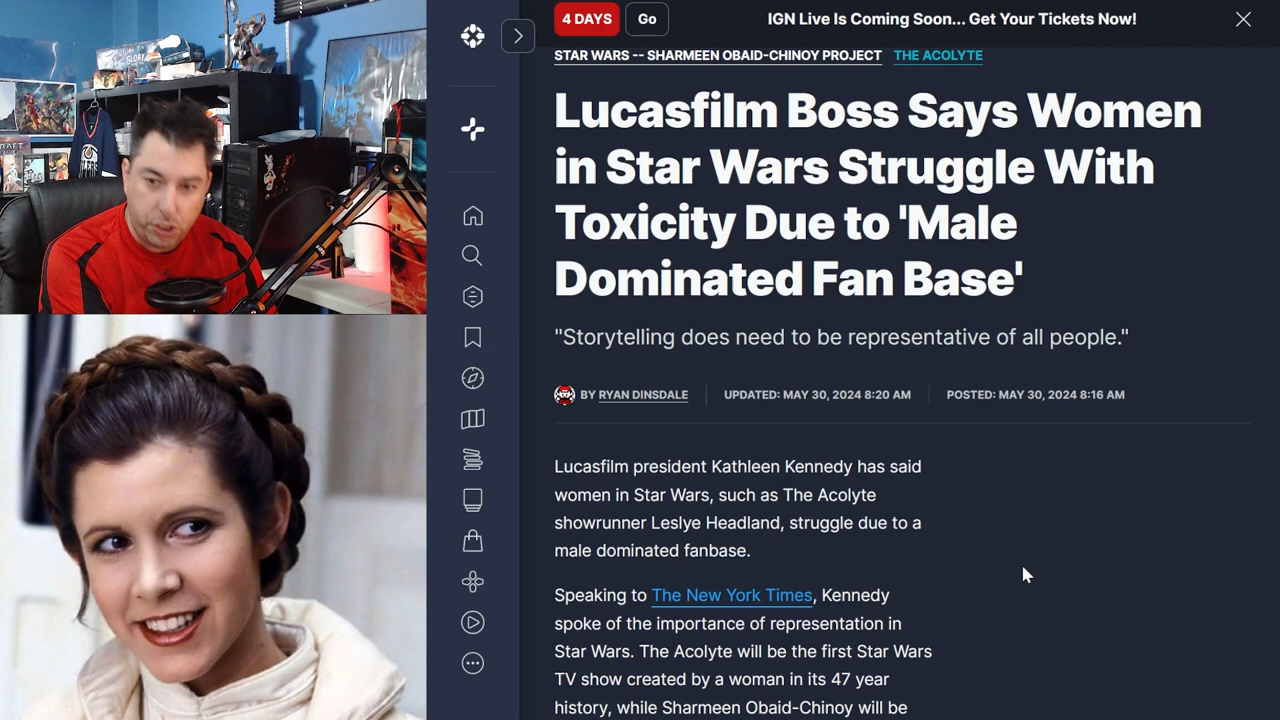 4 DAYS
Go
IGN Live Is Coming Soon... Get Your Tickets Now!
STAR WARS -- SHARMEEN OBAID-CHINOY PROJECT THE ACOLYTE
Lucasfilm Boss Says Women
in Star Wars Struggle With
Toxicity Due to 'Male
Dominated Fan Base'
"Storytelling does need to be representative of all people."
BY RYAN DINSDALE
UPDATED: MAY 30, 2024 8:20 AM
POSTED: MAY 30, 2024 8:16 AM
Lucasfilm president Kathleen Kennedy has said
women in Star Wars, such as The Acolyte
showrunner Leslye Headland, struggle due to a
male dominated fanbase.
Speaking to The New York Times, Kennedy
spoke of the importance of representation in
Star Wars. The Acolyte will be the first Star Wars
TV show created by a woman in its 47 year
history, while Sharmeen Obaid-Chinoy will be